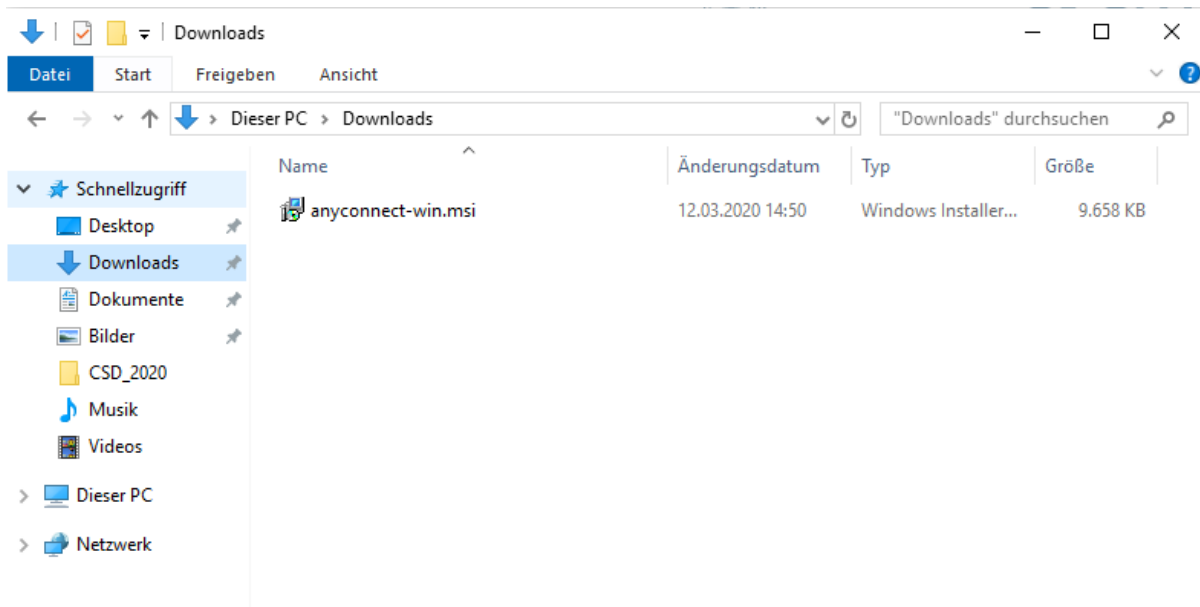 Downloads
Datei Start Freigeben Ansicht
Dieser PC Downloads "Downloads" durchsuchen
Name Änderungsdatum Typ Größe
Schnellzugriff
anyconnect-win.msi 12.03.2020 14:50 Windows Installer... 9.658 KB
Desktop
Downloads
Dokumente
Bilder
CSD_2020
Musik
Videos
Dieser PC
Netzwerk